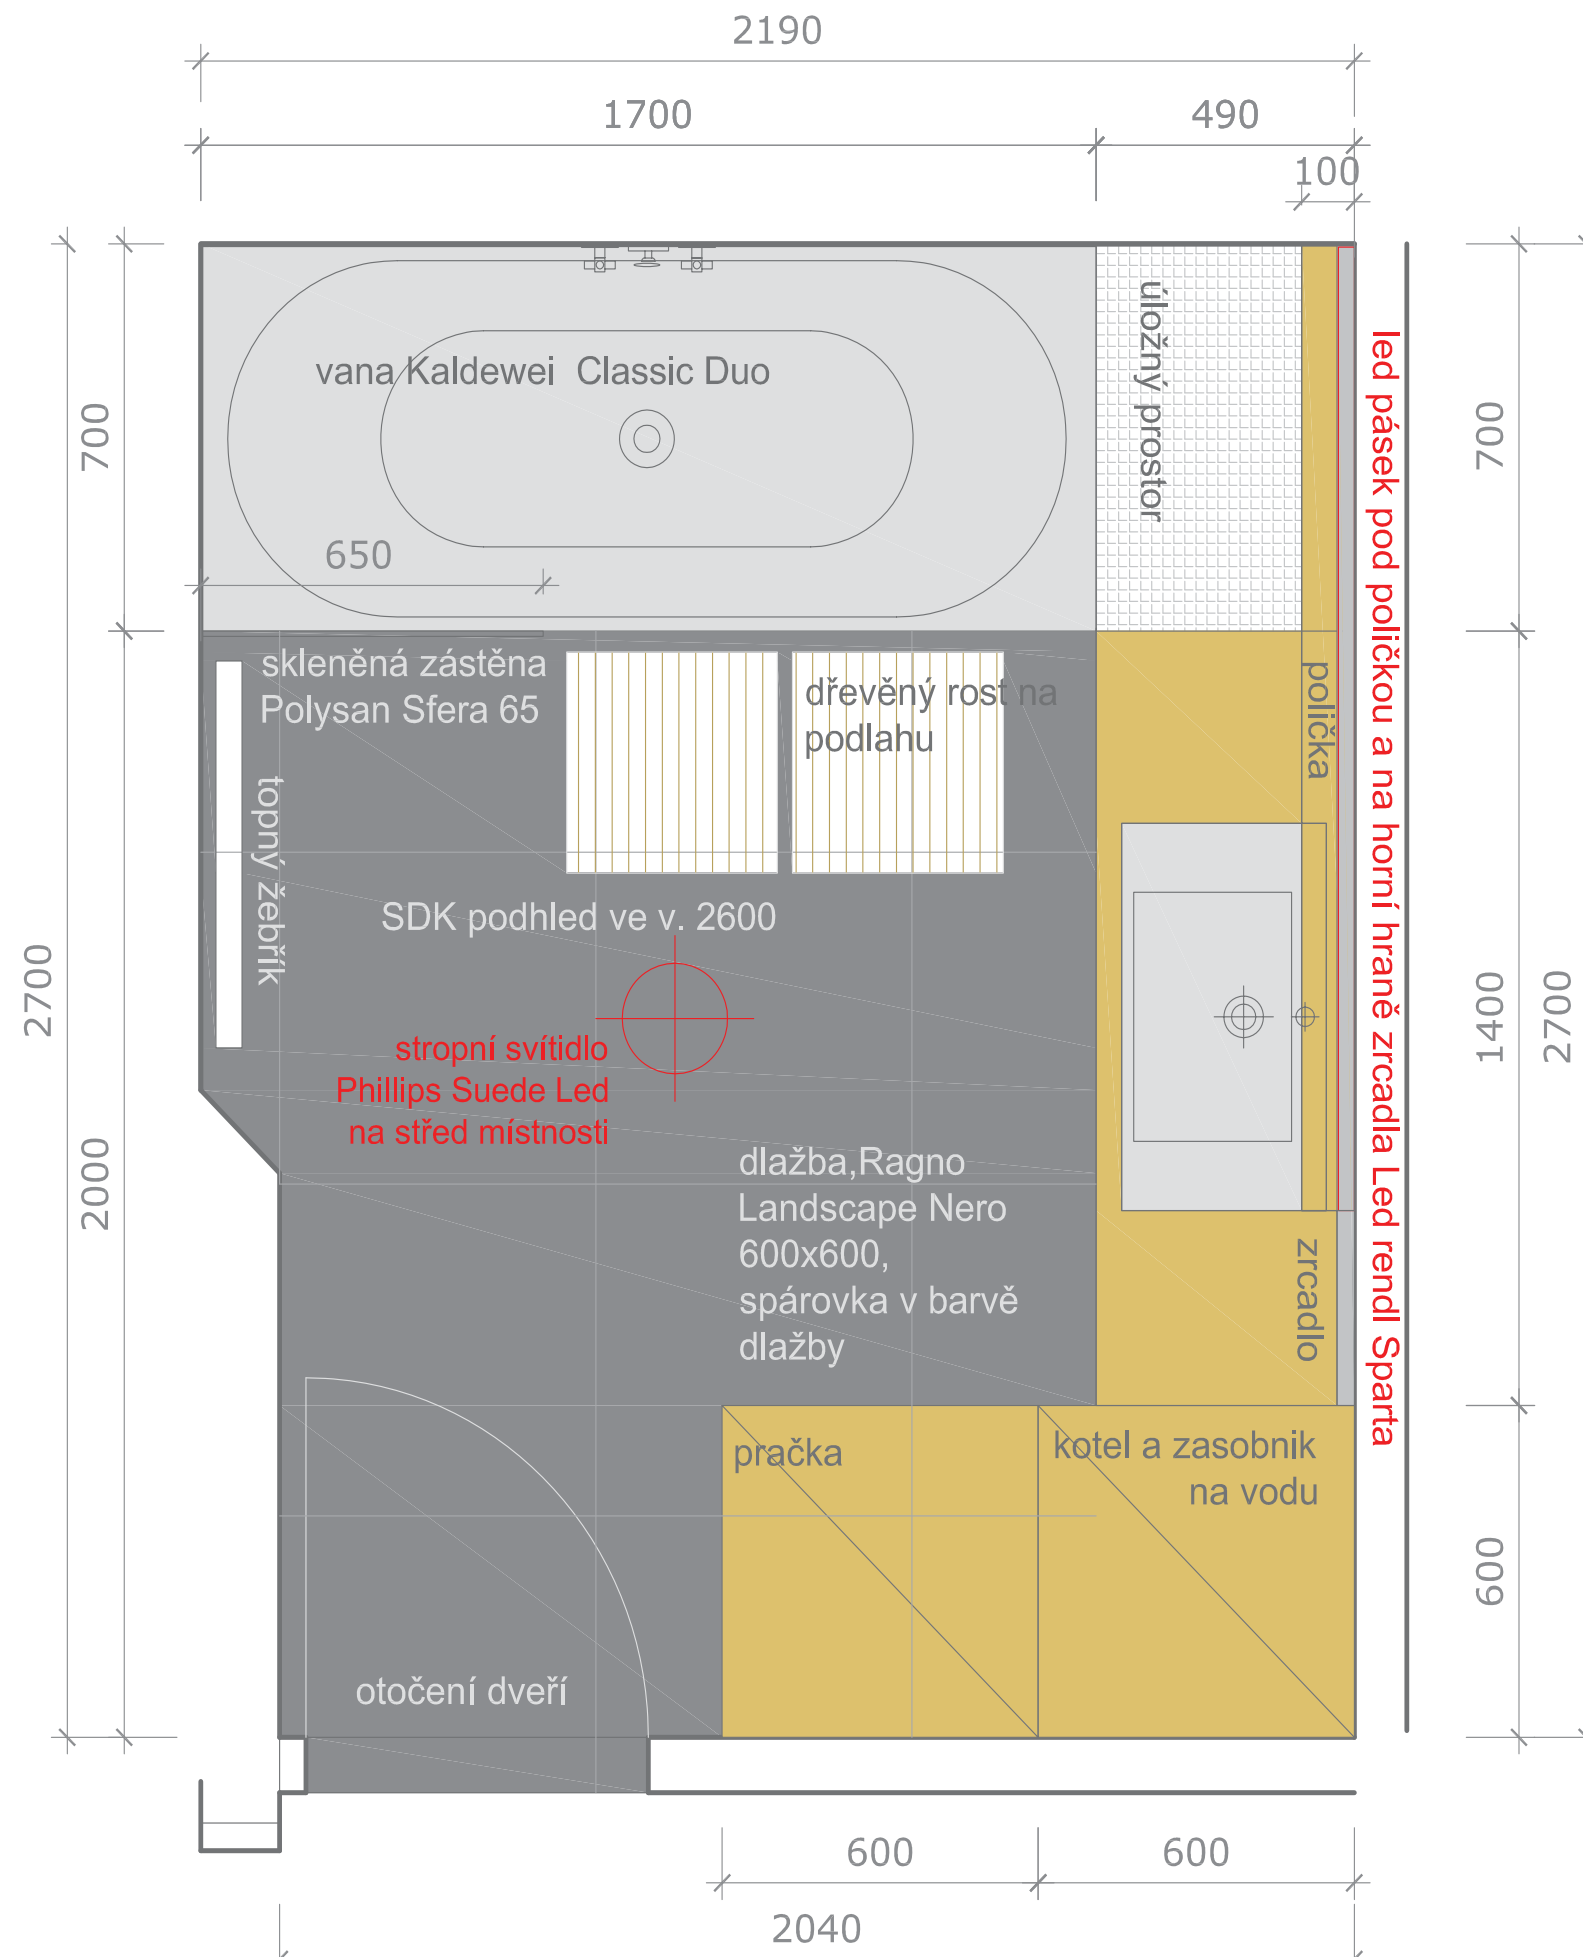 2190
1700
490
100
úložný prostor
vana Kaldewei Classic Duo
700
700
led pásek pod poličkou a na horní hraně zrcadla Led rendl Sparta
650
skleněná zástěna
Polysan Sfera 65
dřevěný rost na
podlahu
polička
topný žebřík
SDK podhled ve v. 2600
2700
1400
2700
stropní svítidlo
Phillips Suede Led
na střed místnosti
2000
dlažba,Ragno
Landscape Nero
600x600,
spárovka v barvě
dlažby
zrcadlo
pračka
kotel a zasobnik
na vodu
600
otočení dveří
600
600
2040